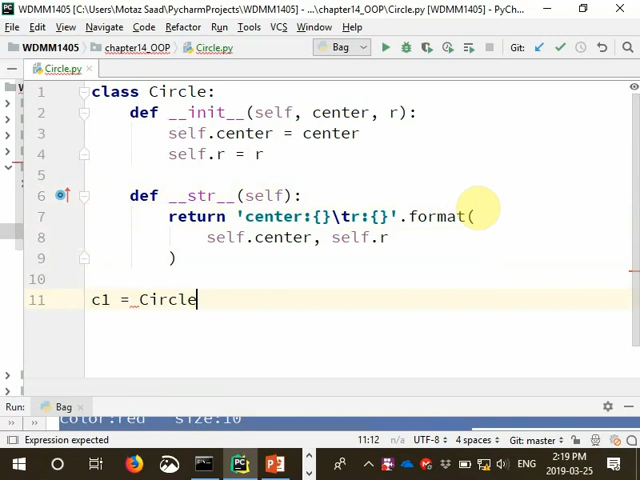 WDMM1405 [C:\Users\Motaz Saad\PycharmProjects\WDMM1405] - ...\chapter14_OOP\Circle.py [WDMM1405] - PyCh...
File Edit View Navigate Code Refactor Run Tools VCS Window Help
WDMM1405 chapter14_OOP Circle.py Bag Git:
Circle.py
1 class Circle:
2 def __init__(self, center, r):
3 self.center = center
4 self.r = r
6 def __str__(self):
7 return 'center:{}\tr:{}'.format(
8 self.center, self.r
9 )
10
11 c1 = Circle
Run: Bag
color:red size:10
Expression expected 11:12 n/a UTF-8 4 spaces Git: master
ENG 2:19 PM
2019-03-25